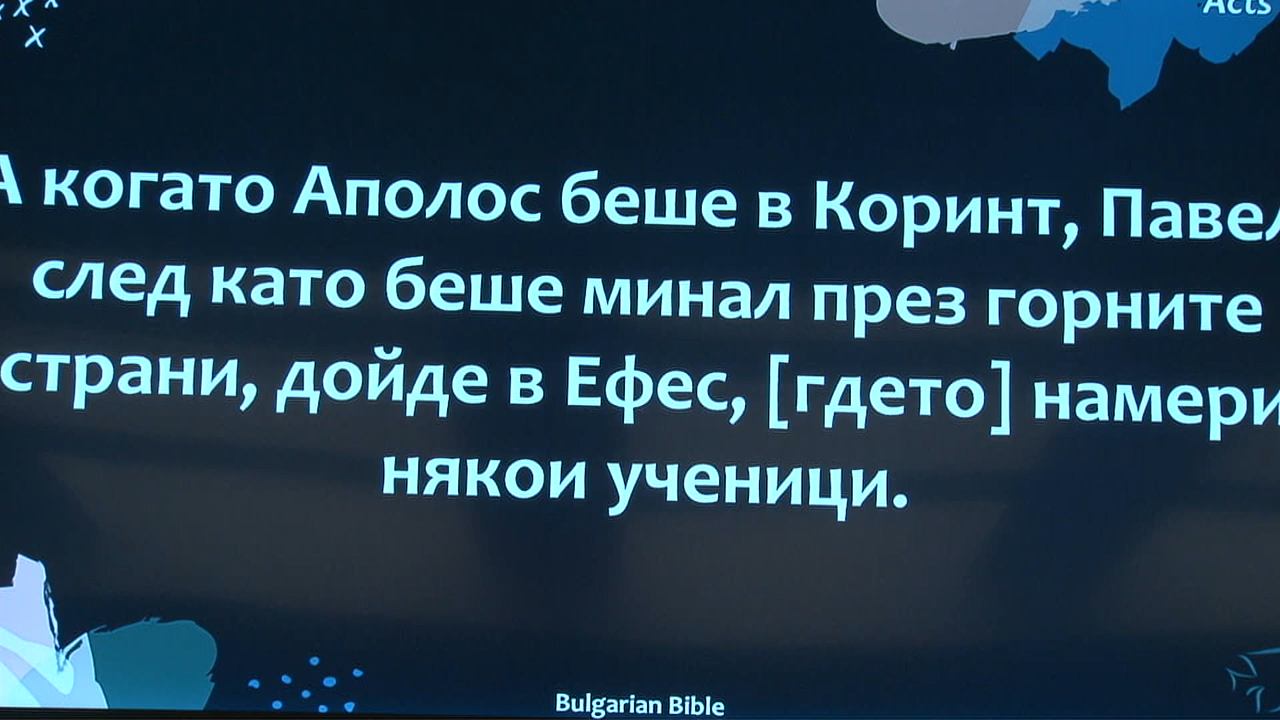 Acts
А когато Аполос беше в Коринт, Павел
след като беше минал през горните
страни, дойде в Ефес, [гдето] намери
някои ученици.
Bulgarian Bible